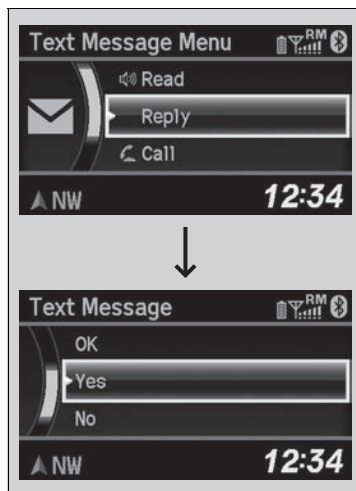 Text Message Menu RM
Read
Reply
Call
NW 12:34
Text Message RM
OK
Yes
No
NW 12:34